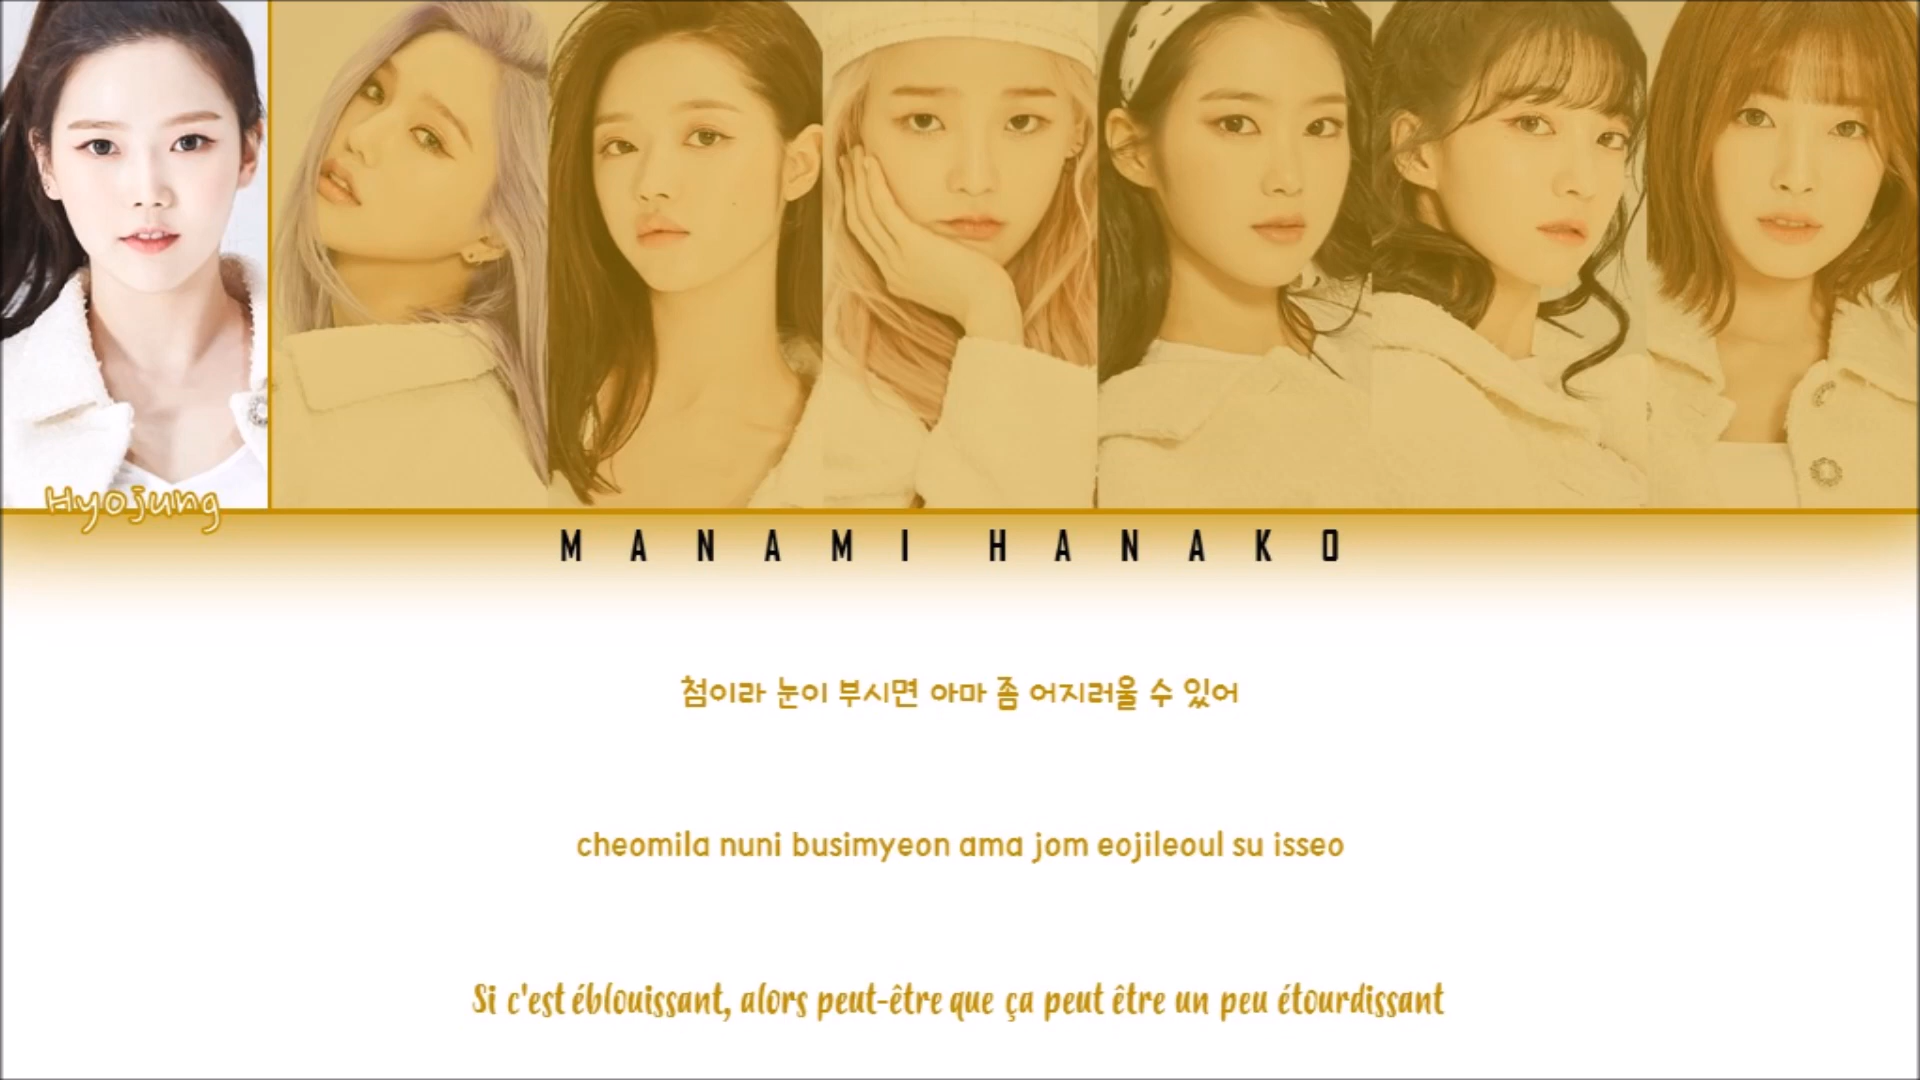 Hyojung
MANAMI HANAKO
첨이라 눈이 부시면 아마 좀 어지러울 수 있어
cheomila nuni busimyeon ama jom eojileoul su isseo
Si c'est éblouissant, alors peut-être que ça peut être un peu étourdissant